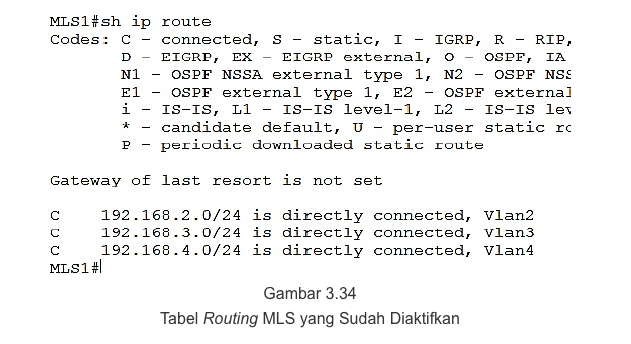 MLS1#sh ip route
Codes: C - connected, S - static, I - IGRP, R - RIP,
D - EIGRP, EX - EIGRP external, O - OSPF, IA
N1 - OSPF NSSA external type 1, N2 - OSPF NSS
E1 - OSPF external type 1, E2 - OSPF external
i - IS-IS, L1 - IS-IS level-1, L2 - IS-IS lev
* - candidate default, U - per-user static ro
P - periodic downloaded static route
Gateway of last resort is not set
C 192.168.2.0/24 is directly connected, Vlan2
C 192.168.3.0/24 is directly connected, Vlan3
C 192.168.4.0/24 is directly connected, Vlan4
MLS1#
Gambar 3.34
Tabel Routing MLS yang Sudah Diaktifkan